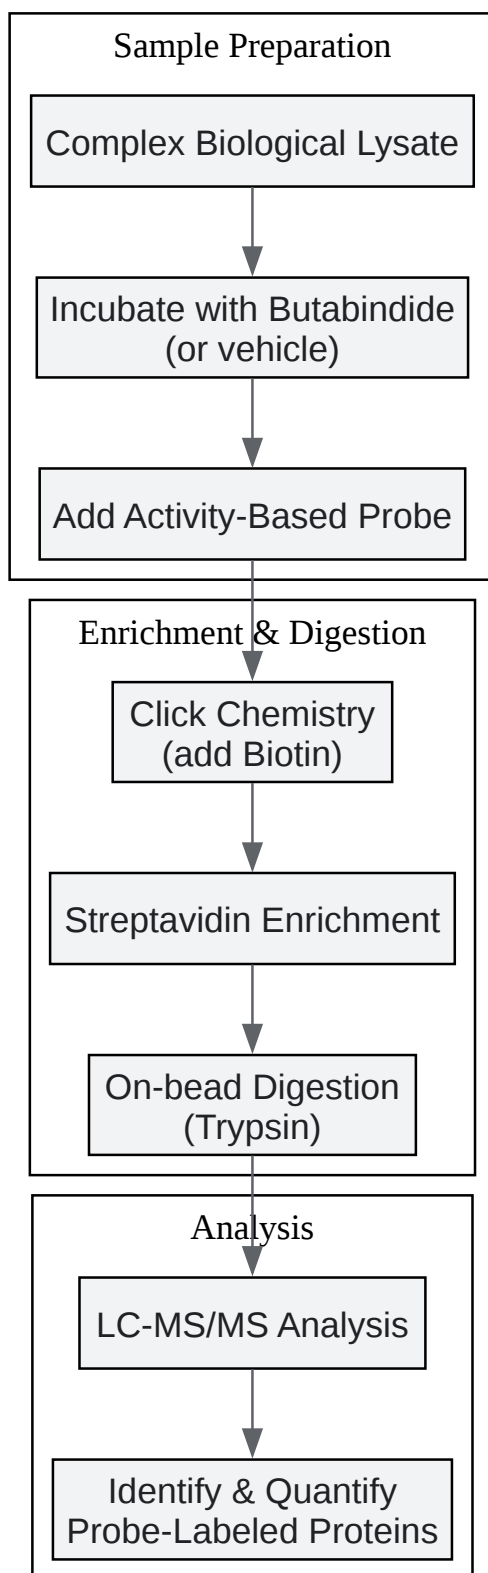 Sample Preparation
Complex Biological Lysate
Incubate with Butabindide
(or vehicle)
Add Activity-Based Probe
Enrichment & Digestion
Click Chemistry
(add Biotin)
Streptavidin Enrichment
On-bead Digestion
(Trypsin)
Analysis
LC-MS/MS Analysis
Identify & Quantify
Probe-Labeled Proteins